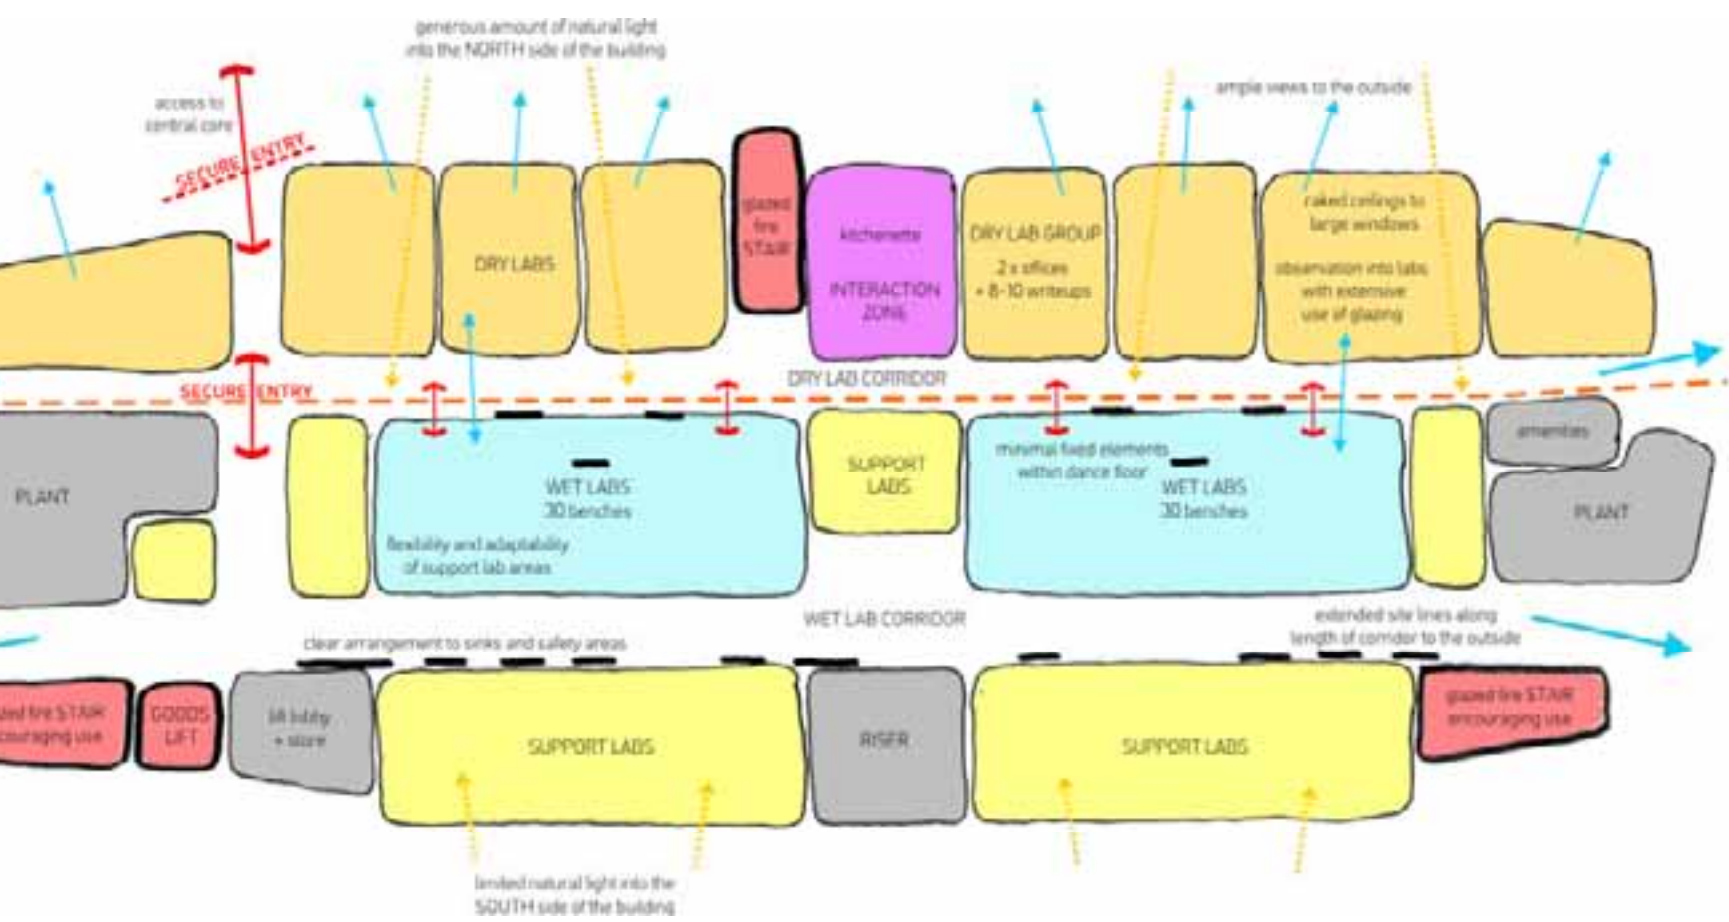 generous amount of natural light
into the NORTH side of the building
access to
central core
SECURE ENTRY
ample views to the outside
DRY LABS
glazed
fire
STAIR
kitchenette
INTERACTION
ZONE
DRY LAB GROUP
2 x offices
+ 8-10 writeups
raked ceilings to
large windows
observation into labs
with extensive
use of glazing
DRY LAB CORRIDOR
SECURE ENTRY
PLANT
WET LABS
30 benches
flexibility and adaptability
of support lab areas
SUPPORT
LABS
minimal fixed elements
within dance floor
WET LABS
30 benches
amenities
PLANT
WET LAB CORRIDOR
clear arrangement to sinks and safety areas
extended site lines along
length of corridor to the outside
fire STAIR
use
GOODS
LIFT
lift lobby
+ store
SUPPORT LABS
RISER
SUPPORT LABS
glazed fire STAIR
encouraging use
limited natural light into the
SOUTH side of the building